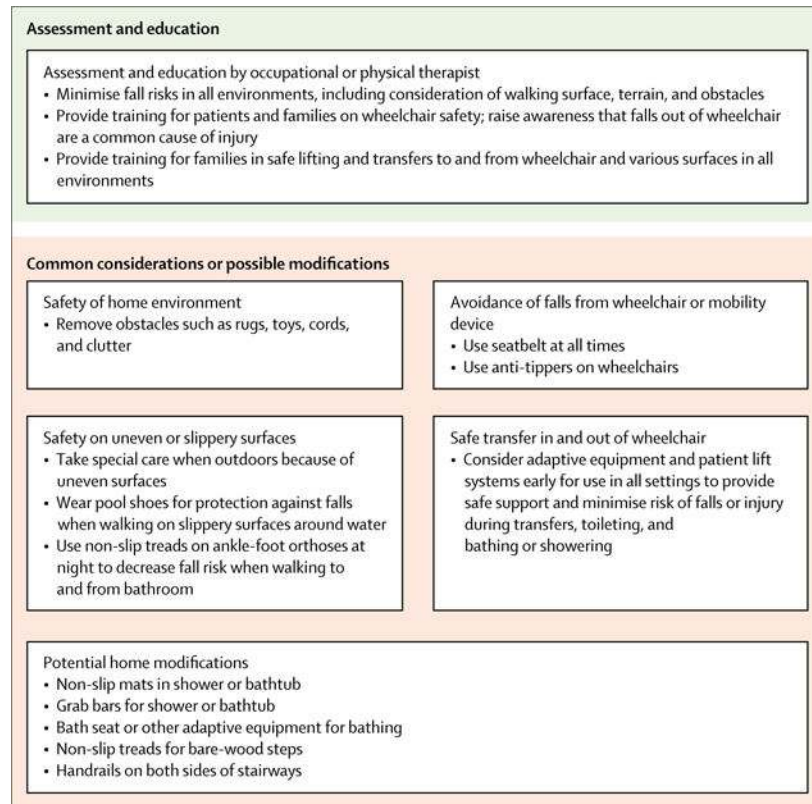 Assessment and education
Assessment and education by occupational or physical therapist
• Minimise fall risks in all environments, including consideration of walking surface, terrain, and obstacles
• Provide training for patients and families on wheelchair safety; raise awareness that falls out of wheelchair
are a common cause of injury
• Provide training for families in safe lifting and transfers to and from wheelchair and various surfaces in all
environments
Common considerations or possible modifications
Safety of home environment
• Remove obstacles such as rugs, toys, cords,
and clutter
Avoidance of falls from wheelchair or mobility
device
• Use seatbelt at all times
• Use anti-tippers on wheelchairs
Safety on uneven or slippery surfaces
• Take special care when outdoors because of
uneven surfaces
• Wear pool shoes for protection against falls
when walking on slippery surfaces around water
• Use non-slip treads on ankle-foot orthoses at
night to decrease fall risk when walking to
and from bathroom
Safe transfer in and out of wheelchair
• Consider adaptive equipment and patient lift
systems early for use in all settings to provide
safe support and minimise risk of falls or injury
during transfers, toileting, and
bathing or showering
Potential home modifications
• Non-slip mats in shower or bathtub
• Grab bars for shower or bathtub
• Bath seat or other adaptive equipment for bathing
• Non-slip treads for bare-wood steps
• Handrails on both sides of stairways